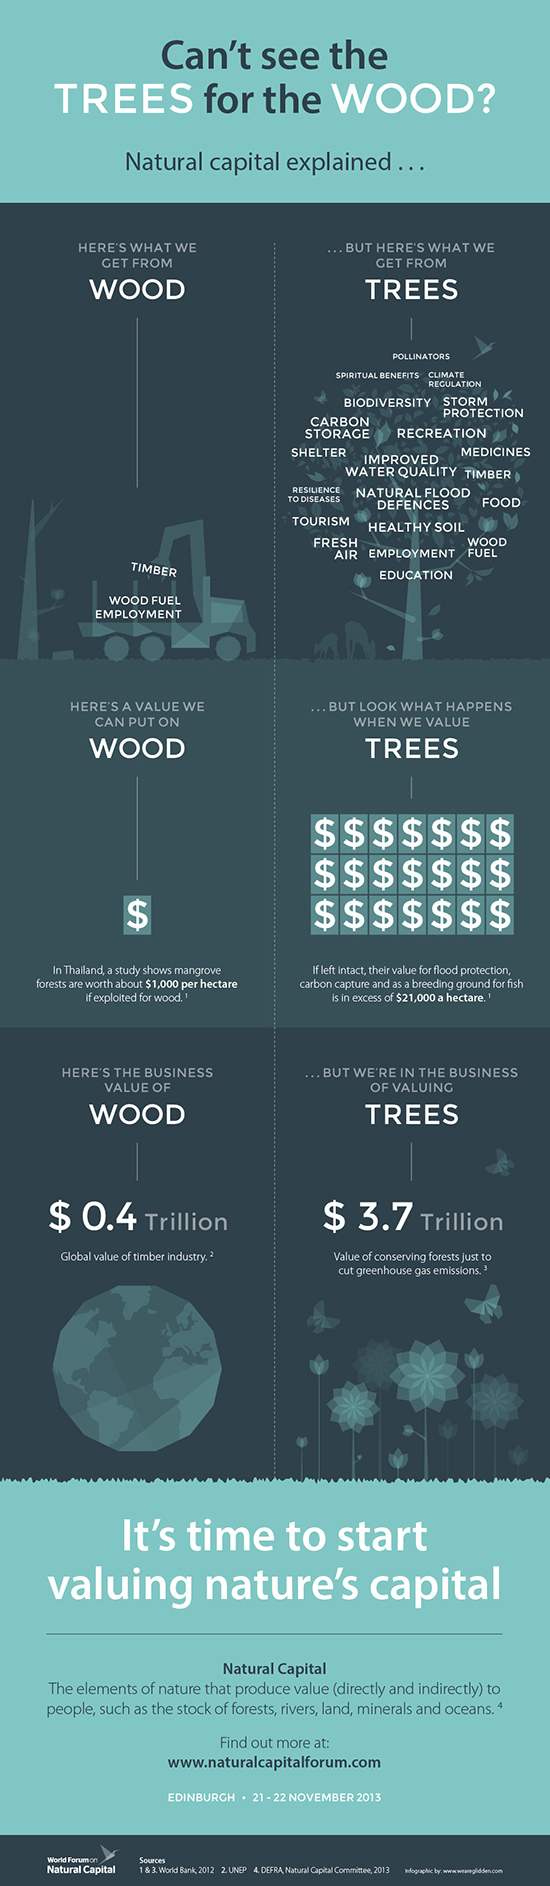 Can't see the
TREES for the WOOD?
Natural capital explained . . .
HERE'S WHAT WE
GET FROM
WOOD
. . . BUT HERE'S WHAT WE
GET FROM
TREES
POLLINATORS
SPIRITUAL BENEFITS
CLIMATE
REGULATION
BIODIVERSITY
STORM
PROTECTION
CARBON
STORAGE
RECREATION
SHELTER
IMPROVED
WATER QUALITY
MEDICINES
TIMBER
RESILIENCE
TO DISEASES
NATURAL FLOOD
DEFENCES
FOOD
TOURISM
HEALTHY SOIL
FRESH
AIR
EMPLOYMENT
WOOD
FUEL
EDUCATION
TIMBER
WOOD FUEL
EMPLOYMENT
HERE'S A VALUE WE
CAN PUT ON
WOOD
$
In Thailand, a study shows mangrove
forests are worth about $1,000 per hectare
if exploited for wood. 1
. . . BUT LOOK WHAT HAPPENS
WHEN WE VALUE
TREES
$ $ $ $ $ $ $
$ $ $ $ $ $ $
$ $ $ $ $ $ $
If left intact, their value for flood protection,
carbon capture and as a breeding ground for fish
is in excess of $21,000 a hectare. 1
HERE'S THE BUSINESS
VALUE OF
WOOD
$ 0.4 Trillion
Global value of timber industry. 2
. . . BUT WE'RE IN THE BUSINESS
OF VALUING
TREES
$ 3.7 Trillion
Value of conserving forests just to
cut greenhouse gas emissions. 3
It's time to start
valuing nature's capital
Natural Capital
The elements of nature that produce value (directly and indirectly) to
people, such as the stock of forests, rivers, land, minerals and oceans. 4
Find out more at:
www.naturalcapitalforum.com
EDINBURGH • 21 - 22 NOVEMBER 2013
World Forum on
Natural Capital
Sources
1 & 3. World Bank, 2012 2. UNEP 4. DEFRA, Natural Capital Committee, 2013
Infographic by: www.weareglidden.com